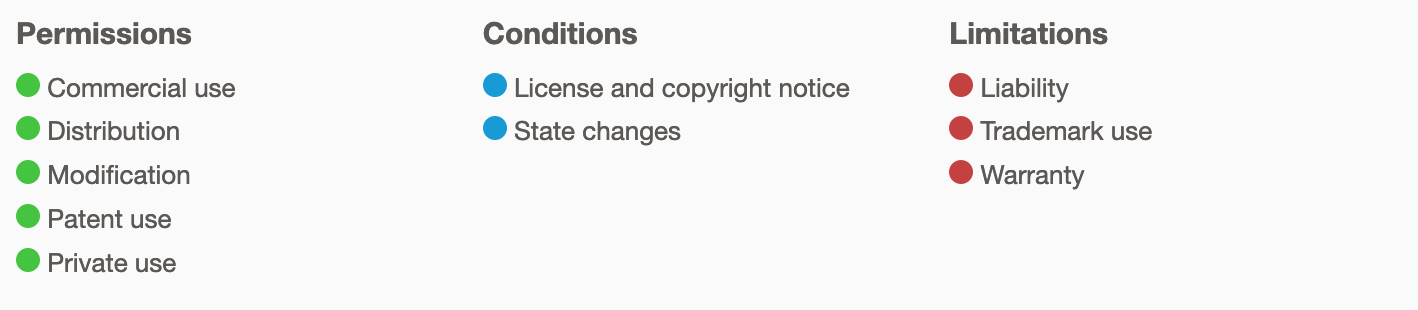 Permissions
Commercial use
Distribution
Modification
Patent use
Private use
Conditions
License and copyright notice
State changes
Limitations
Liability
Trademark use
Warranty